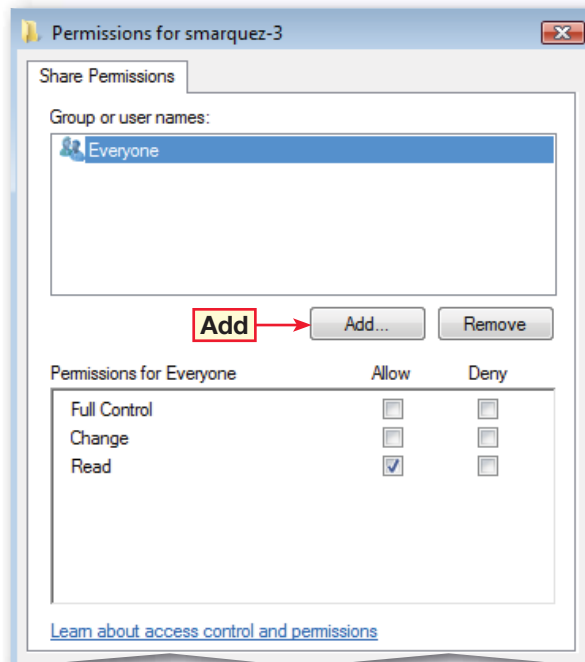 Permissions for smarquez-3
Share Permissions
Group or user names:
Everyone
Add Add... Remove
Permissions for Everyone Allow Deny
Full Control
Change
Read
Learn about access control and permissions